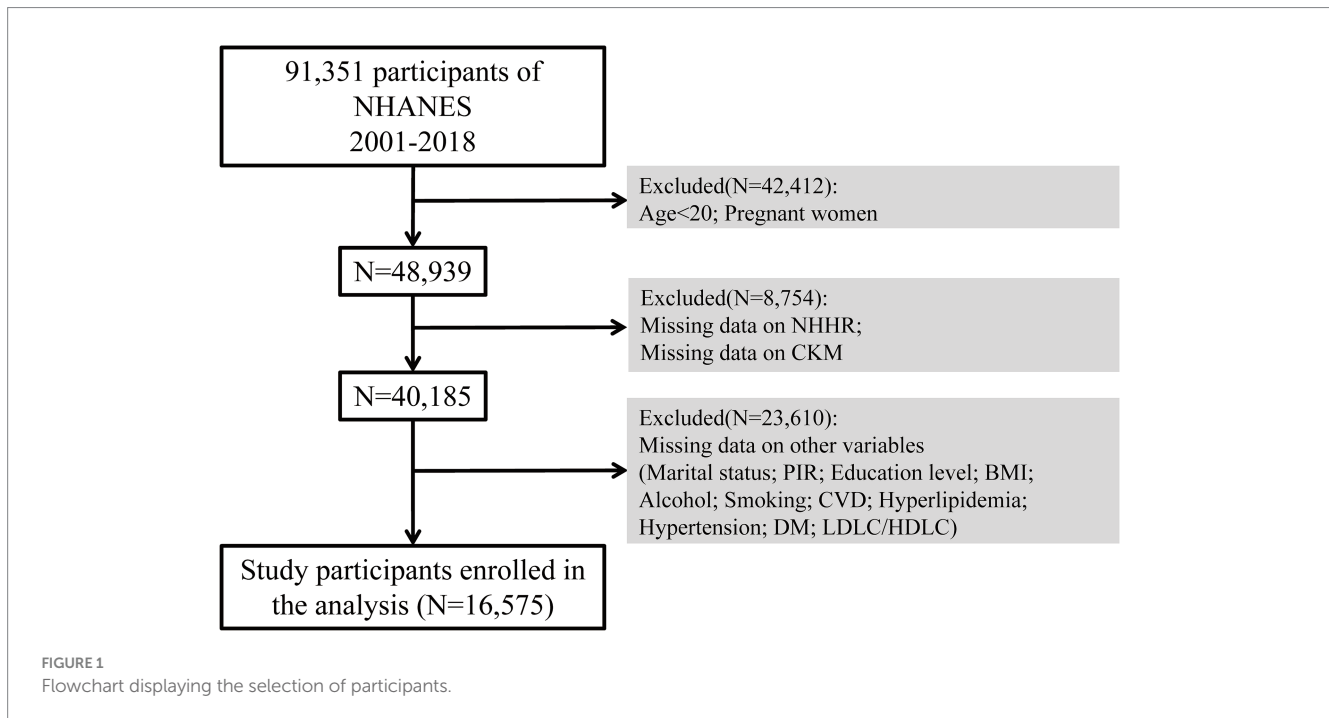 91,351 participants of
NHANES
2001-2018
Excluded(N=42,412):
Age<20; Pregnant women
N=48,939
Excluded(N=8,754):
Missing data on NHHR;
Missing data on CKM
N=40,185
Excluded(N=23,610):
Missing data on other variables
(Marital status; PIR; Education level; BMI;
Alcohol; Smoking; CVD; Hyperlipidemia;
Hypertension; DM; LDLC/HDLC)
Study participants enrolled in
the analysis (N=16,575)
FIGURE 1
Flowchart displaying the selection of participants.